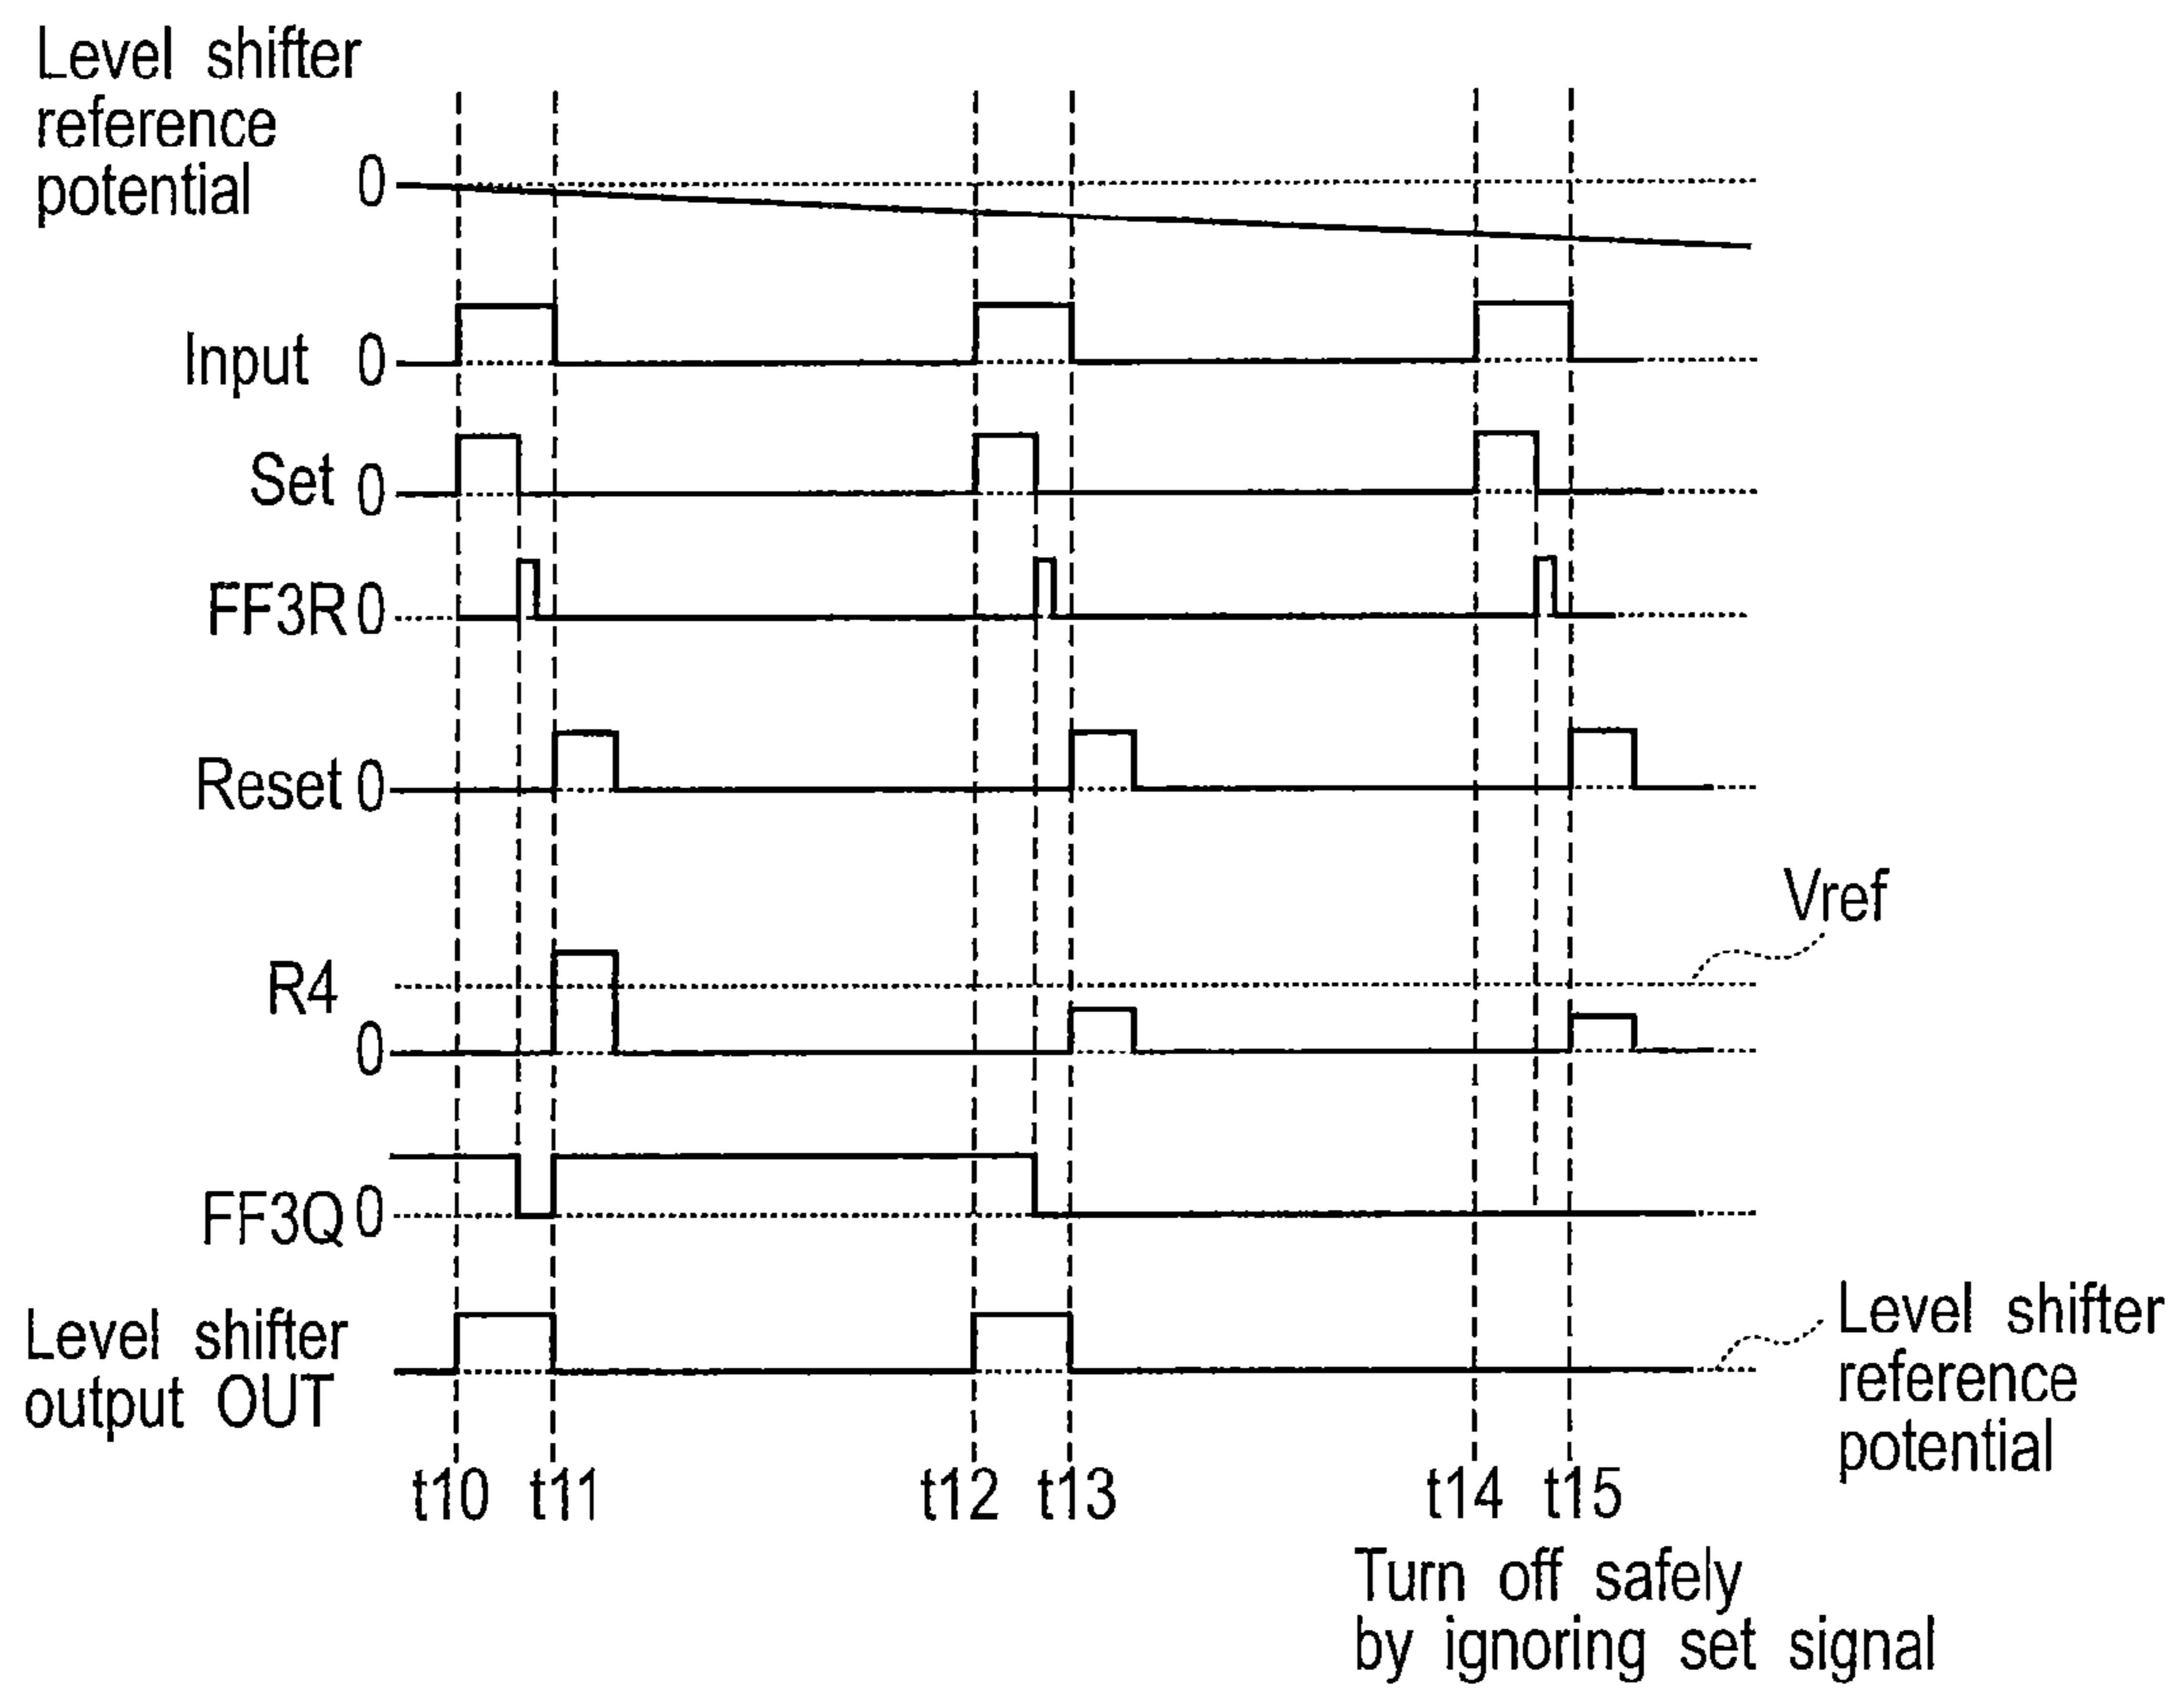 Level shifter
reference
potential
0
Input 0
Set 0
FF3R 0
Reset 0
Vref
R4
0
FF3Q 0
Level shifter
output OUT
Level shifter
reference
potential
t10 t11 t12 t13 t14 t15
Turn off safely
by ignoring set signal